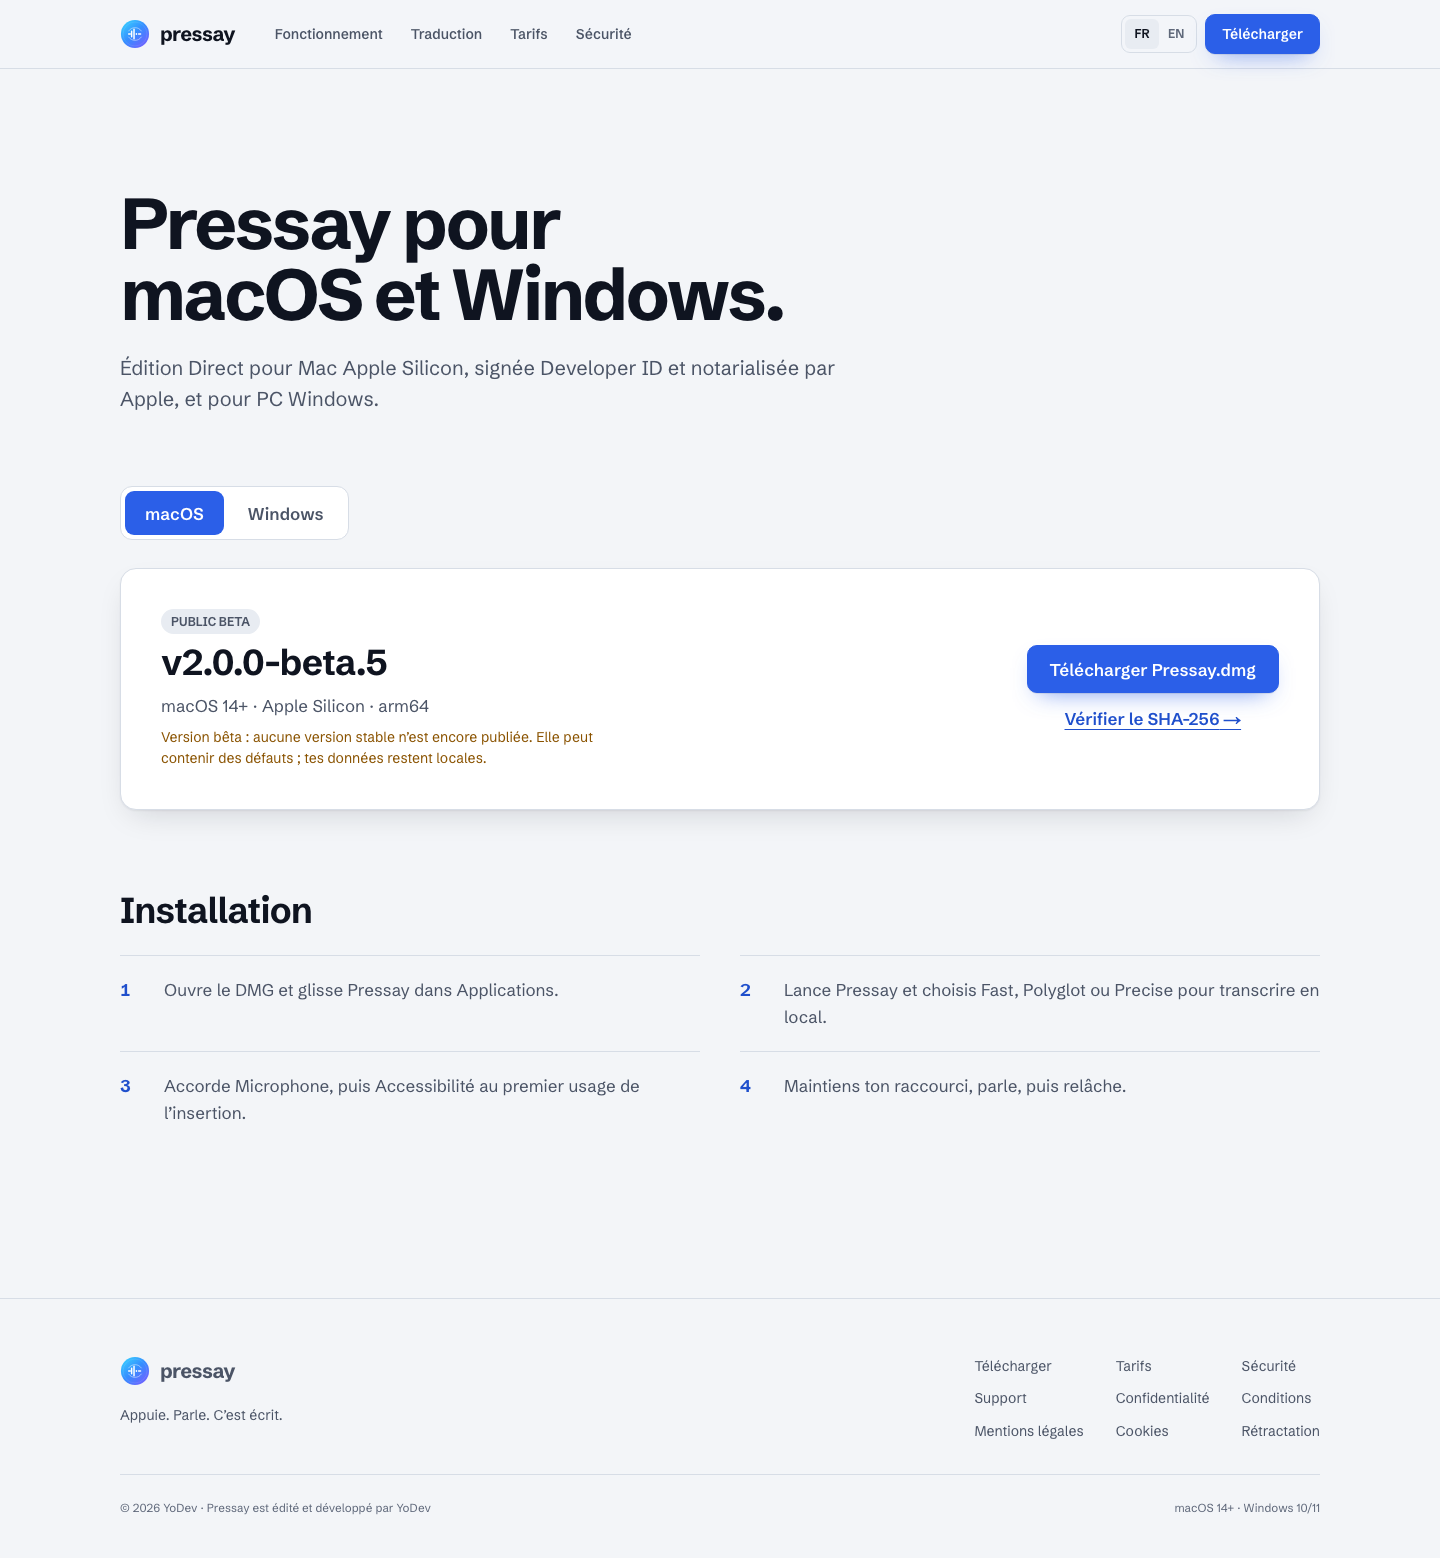 pressay
Fonctionnement
Traduction
Tarifs
Sécurité
FR
EN
Télécharger
Pressay pour
macOS et Windows.
Édition Direct pour Mac Apple Silicon, signée Developer ID et notarialisée par
Apple, et pour PC Windows.
macOS
Windows
PUBLIC BETA
v2.0.0-beta.5
macOS 14+ · Apple Silicon · arm64
Version bêta : aucune version stable n’est encore publiée. Elle peut
contenir des défauts ; tes données restent locales.
Télécharger Pressay.dmg
Vérifier le SHA-256 →
Installation
1 Ouvre le DMG et glisse Pressay dans Applications.
2 Lance Pressay et choisis Fast, Polyglot ou Precise pour transcrire en
local.
3 Accorde Microphone, puis Accessibilité au premier usage de
l’insertion.
4 Maintiens ton raccourci, parle, puis relâche.
pressay
Appuie. Parle. C’est écrit.
Télécharger
Tarifs
Sécurité
Support
Confidentialité
Conditions
Mentions légales
Cookies
Rétractation
© 2026 YoDev · Pressay est édité et développé par YoDev
macOS 14+ · Windows 10/11